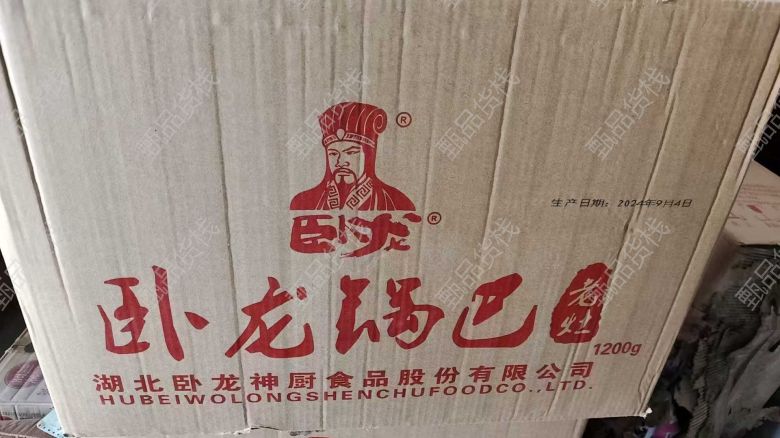 ®
卧龙®
生产日期：2024年9月4日
卧龙锅巴
老灶
1200g
湖北卧龙神厨食品股份有限公司
HUBEIWOLONGSHENCHUFOODCO.,LTD.
甄品货栈